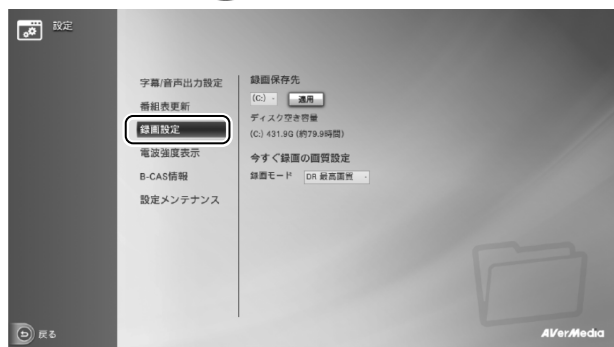 設定
字幕/音声出力設定
番組表更新
録画設定
電波強度表示
B-CAS情報
設定メンテナンス
録画保存先
(C:)
適用
ディスク空き容量
(C:) 431.9G (約79.9時間)
今すぐ録画の画質設定
録画モード DR 最高画質
戻る
AVerMedia